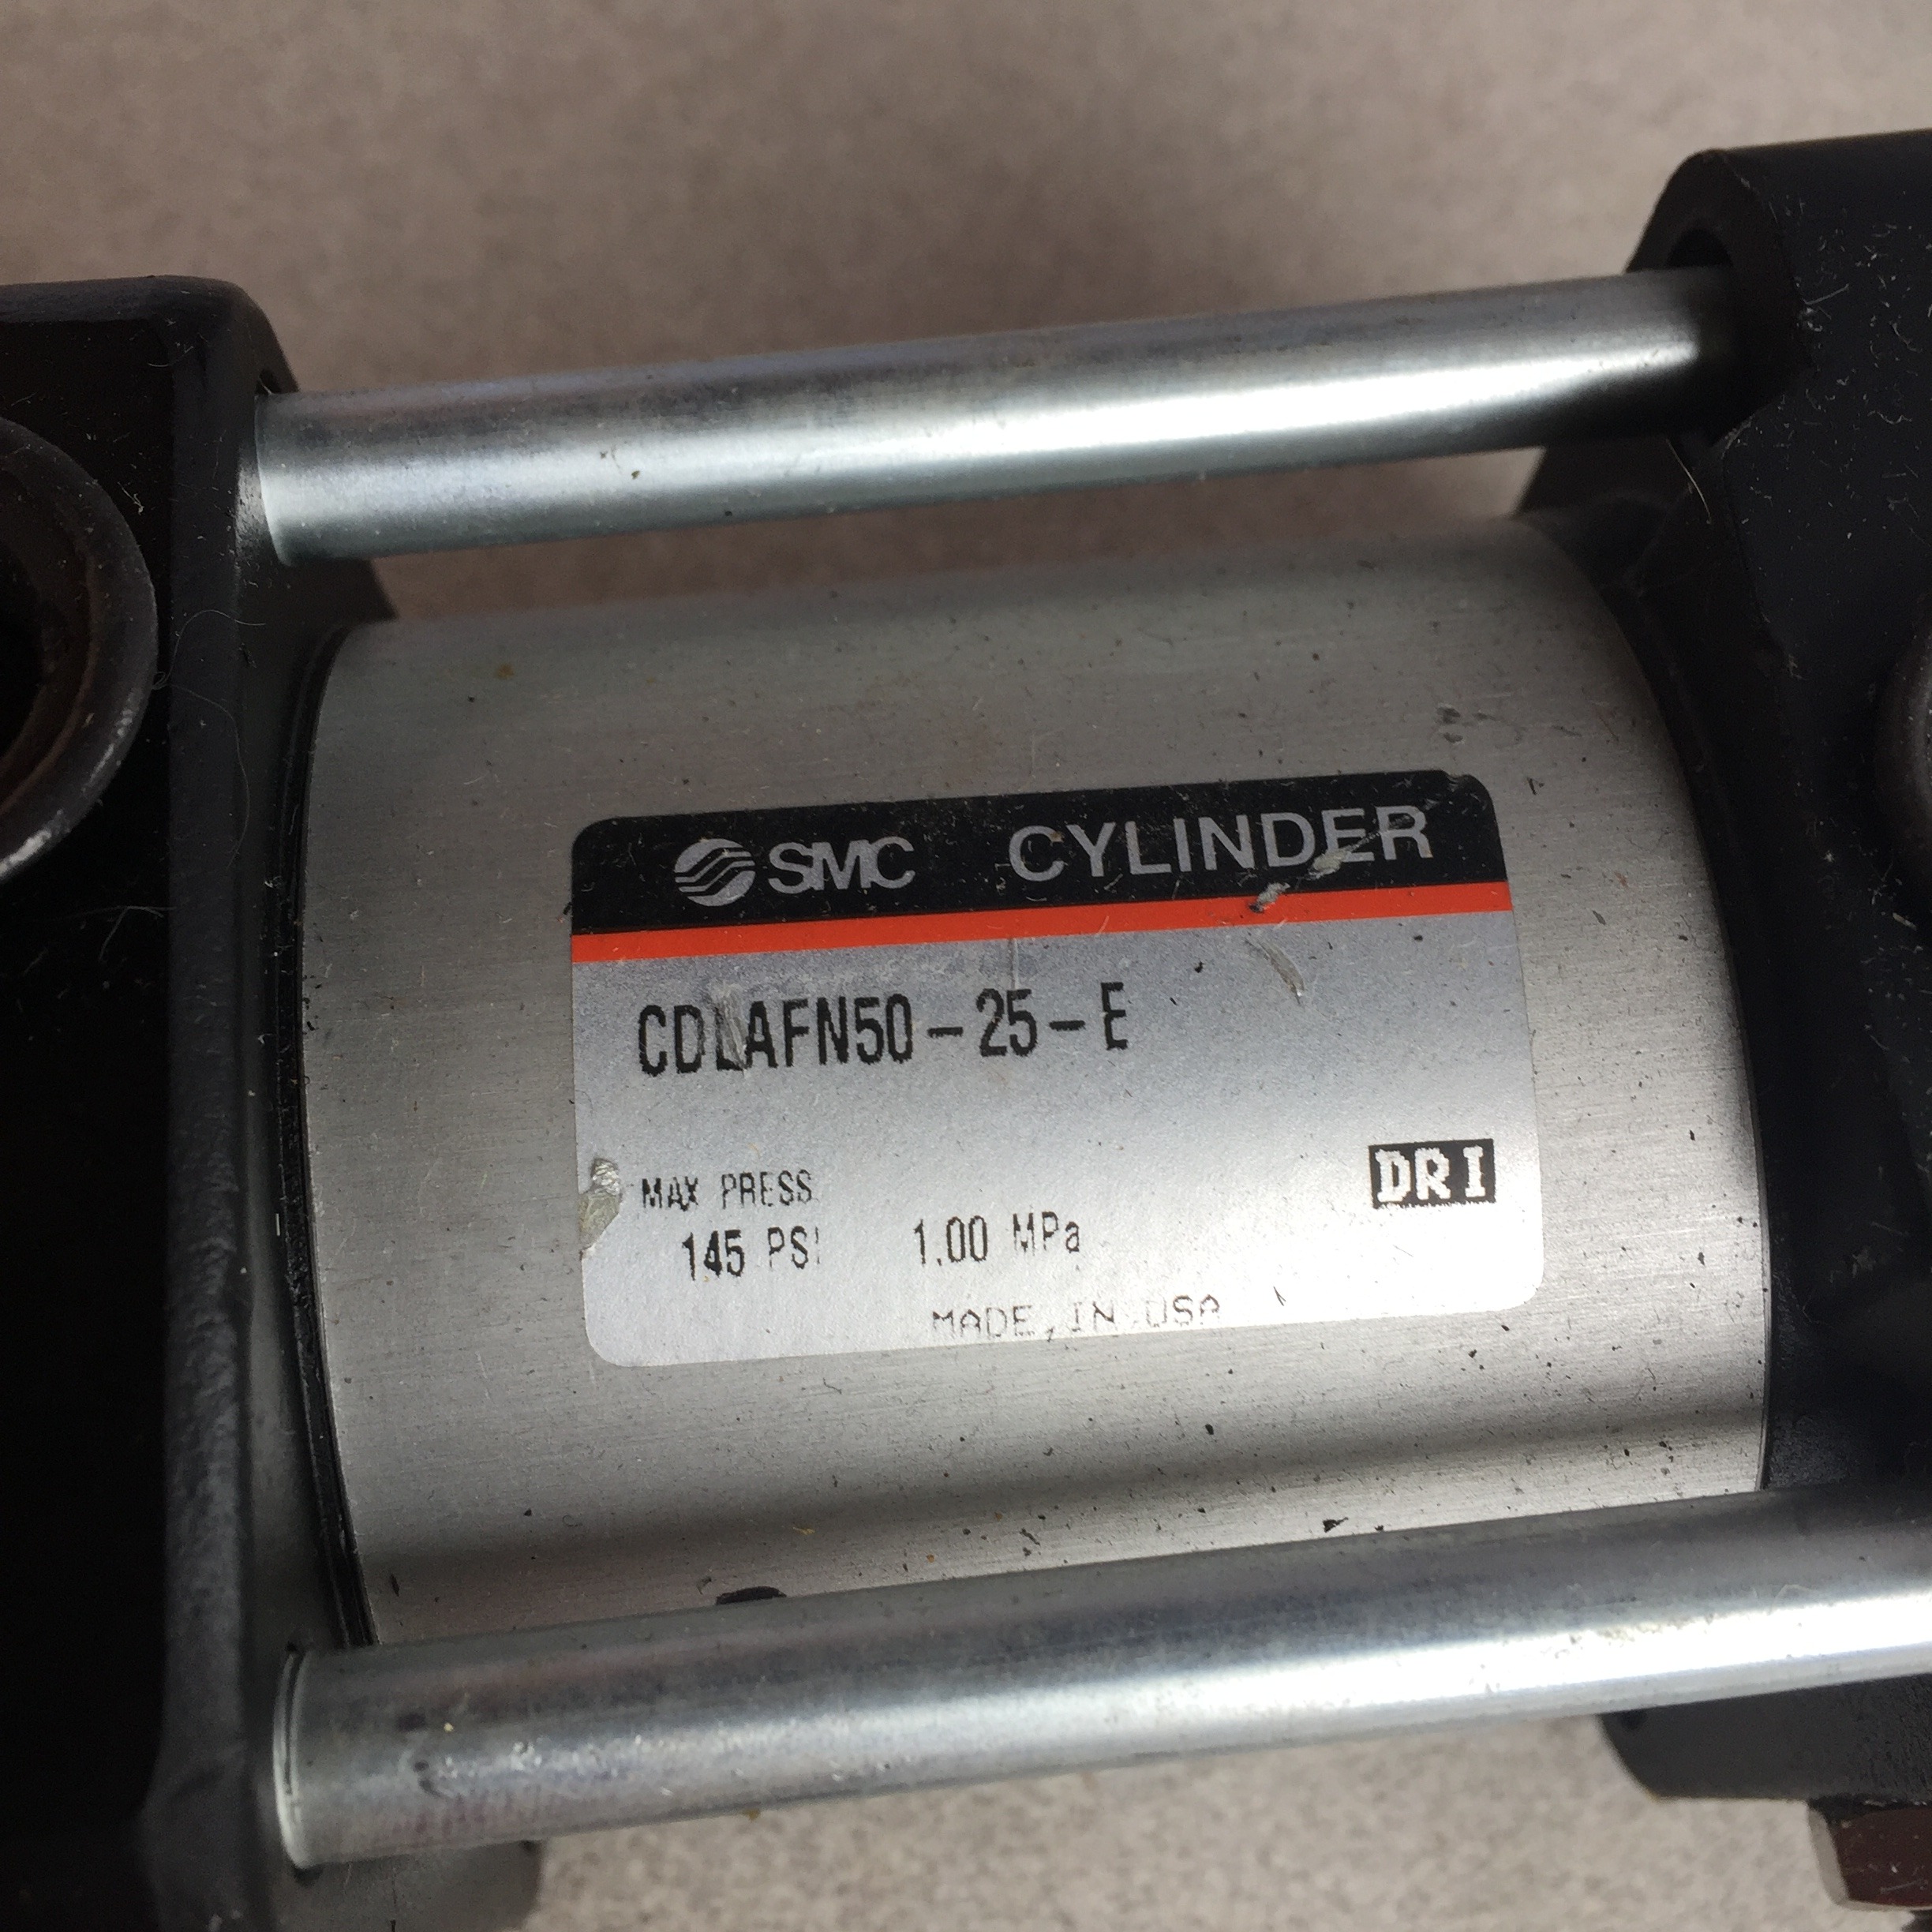 SMC CYLINDER
CDLAFN50-25-E
MAX PRESS
DRI
145 PSI 1.00 MPa
MADE IN USA